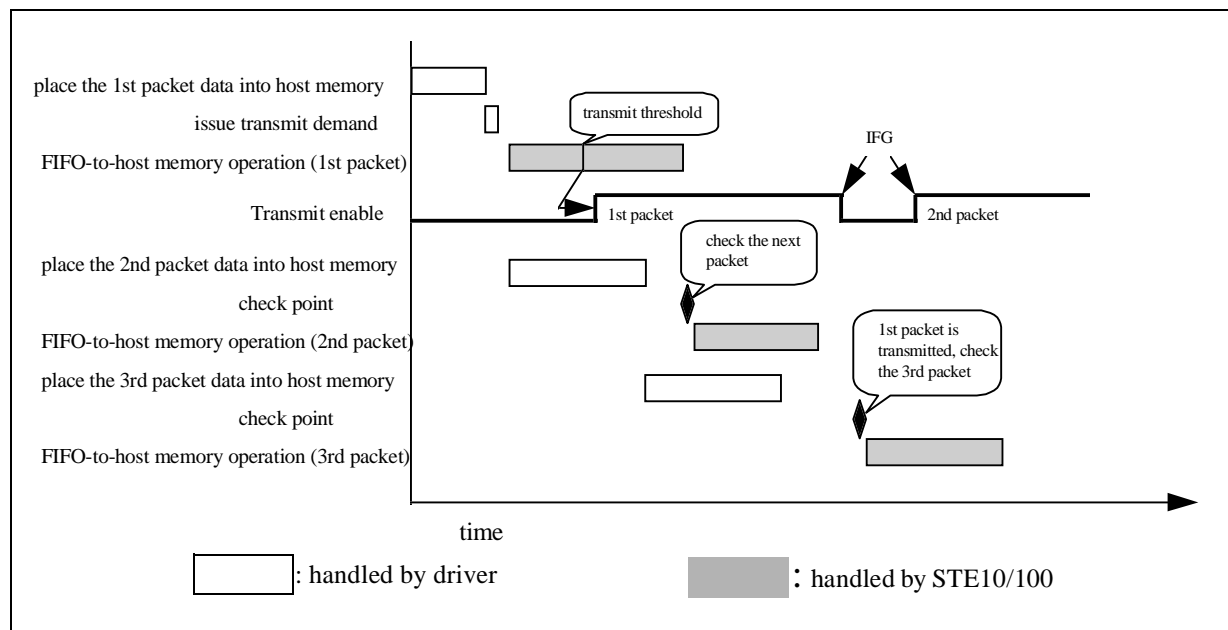 place the 1st packet data into host memory
issue transmit demand
transmit threshold
FIFO-to-host memory operation (1st packet)
IFG
Transmit enable
1st packet
2nd packet
check the next
packet
place the 2nd packet data into host memory
check point
FIFO-to-host memory operation (2nd packet)
1st packet is
transmitted, check
the 3rd packet
place the 3rd packet data into host memory
check point
FIFO-to-host memory operation (3rd packet)
time
: handled by driver
: handled by STE10/100